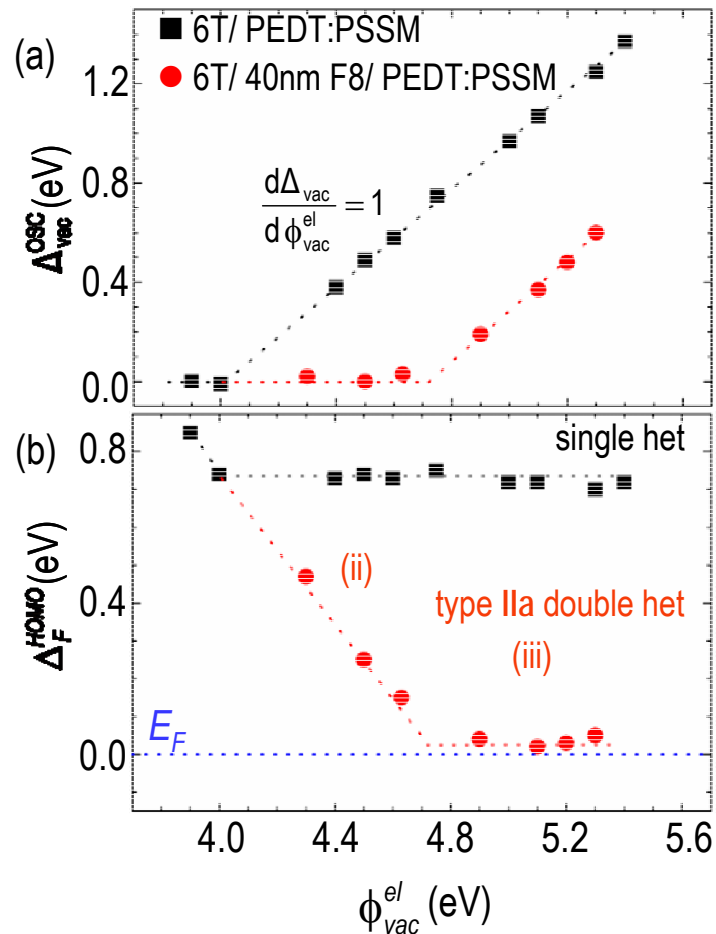 (a)
6T/ PEDT:PSSM
6T/ 40nm F8/ PEDT:PSSM
Δ_vac^OSC (eV)
1.2
0.8
0.4
0.0
dΔ_vac / dϕ_vac^el = 1
(b)
single het
Δ_F^HOMO (eV)
0.8
0.4
0.0
(ii)
type IIa double het
(iii)
E_F
4.0 4.4 4.8 5.2 5.6
ϕ_vac^el (eV)